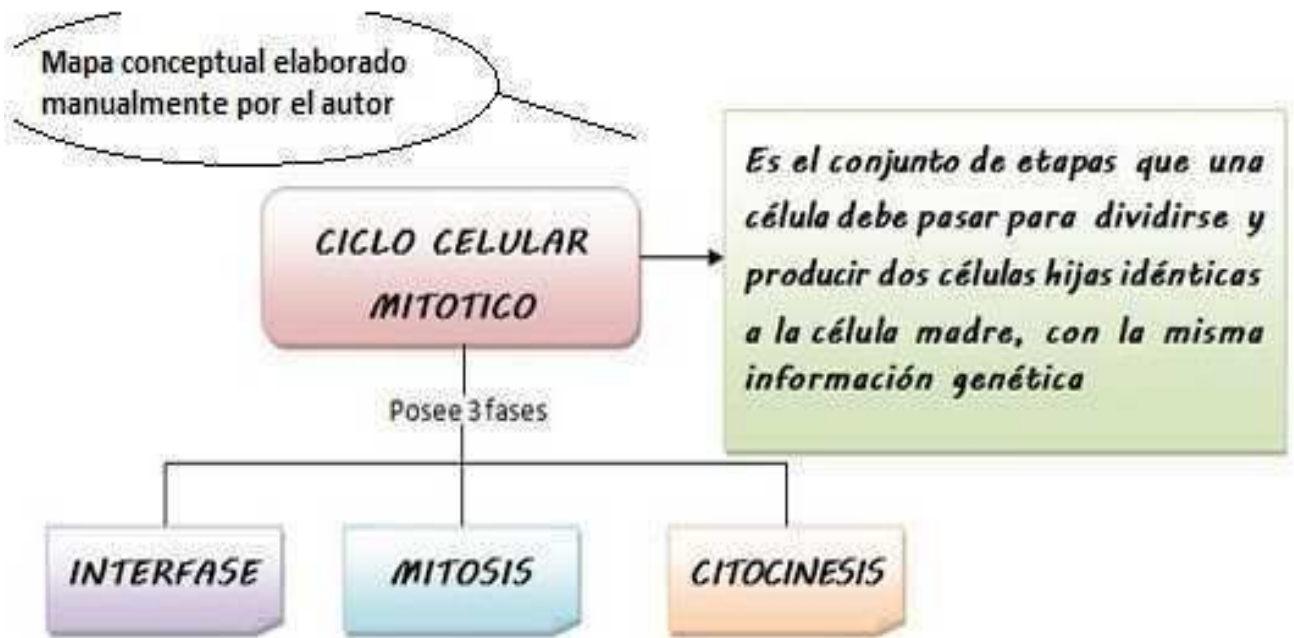 Mapa conceptual elaborado
manualmente por el autor
CICLO CELULAR
MITOTICO
Es el conjunto de etapas que una
célula debe pasar para dividirse y
producir dos células hijas idénticas
a la célula madre, con la misma
información genética
Posee 3 fases
INTERFASE
MITOSIS
CITOCINESIS